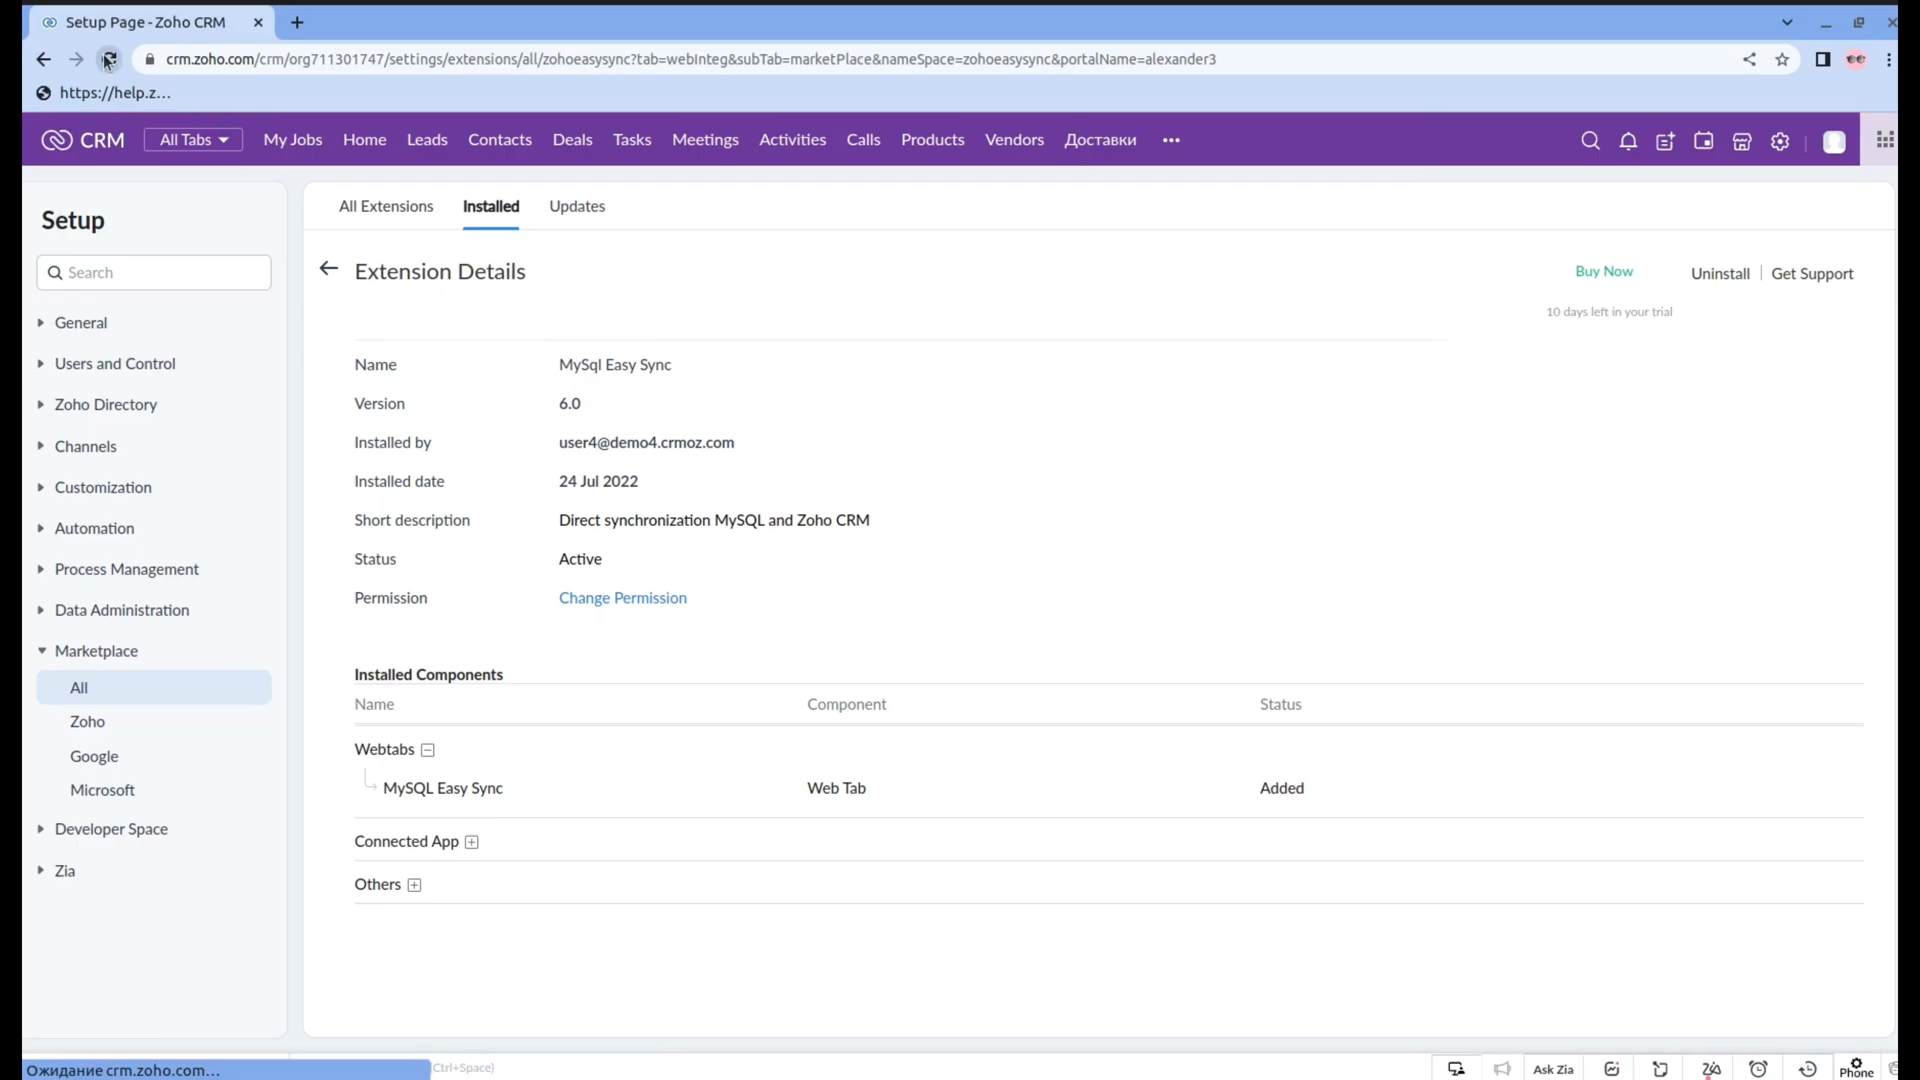 Setup Page - Zoho CRM
crm.zoho.com/crm/org711301747/settings/extensions/all/zohoeasysync?tab=webInteg&subTab=marketPlace&nameSpace=zohoeasysync&portalName=alexander3
https://help.z...
CRM All Tabs My Jobs Home Leads Contacts Deals Tasks Meetings Activities Calls Products Vendors Доставки
Setup
Search
General
Users and Control
Zoho Directory
Channels
Customization
Automation
Process Management
Data Administration
Marketplace
All
Zoho
Google
Microsoft
Developer Space
Zia
All Extensions Installed Updates
Extension Details
Buy Now Uninstall Get Support
10 days left in your trial
Name MySql Easy Sync
Version 6.0
Installed by user4@demo4.crmoz.com
Installed date 24 Jul 2022
Short description Direct synchronization MySQL and Zoho CRM
Status Active
Permission Change Permission
Installed Components
Name Component Status
Webtabs
MySQL Easy Sync Web Tab Added
Connected App
Others
Ожидание crm.zoho.com... (Ctrl+Space)
Ask Zia Phone